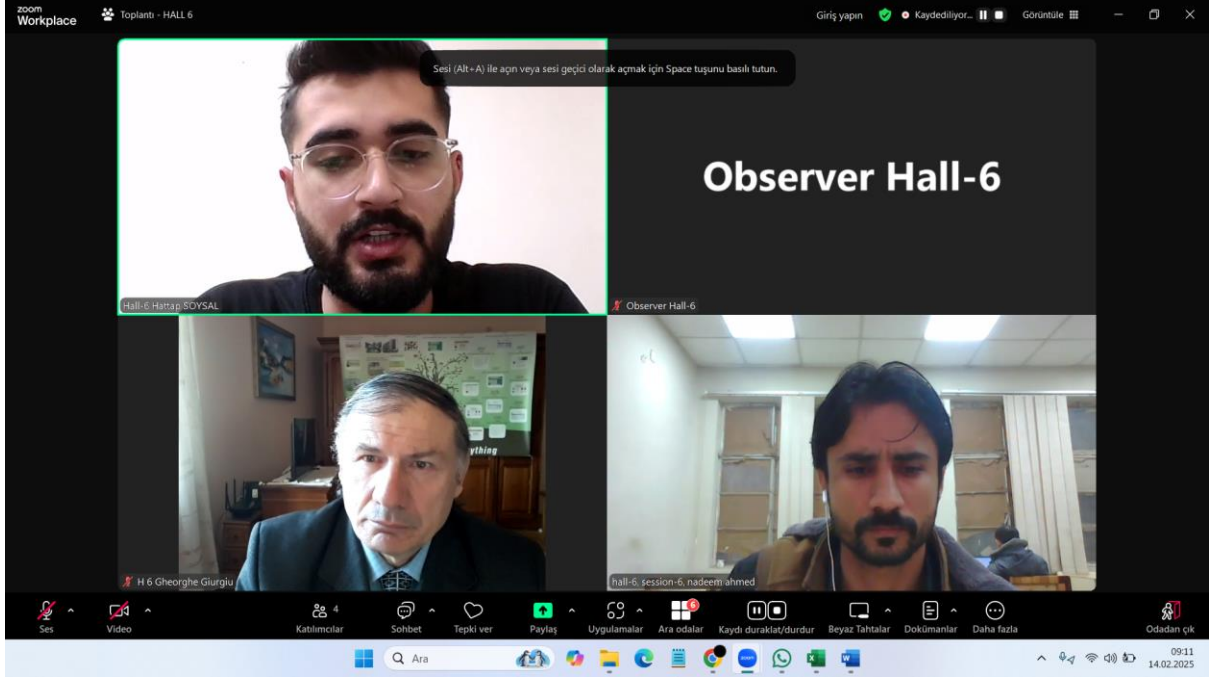 zoom
Workplace
Toplantı - HALL 6
Giriş yapın
Kaydediliyor...
Görüntüle
Sesi (Alt+A) ile açın veya sesi geçici olarak açmak için Space tuşunu basılı tutun.
Hall-6 Hattap SOYSAL
Observer Hall-6
Observer Hall-6
ything
H 6 Gheorghe Giurgiu
hall-6, session-6, nadeem ahmed
Ses
Video
4
Katılımcılar
Sohbet
Tepki ver
Paylaş
Uygulamalar
6
Ara odalar
Kaydı duraklat/durdur
Beyaz Tahtalar
Dokümanlar
Daha fazla
Odadan çık
Ara
zoom
09:11
14.02.2025